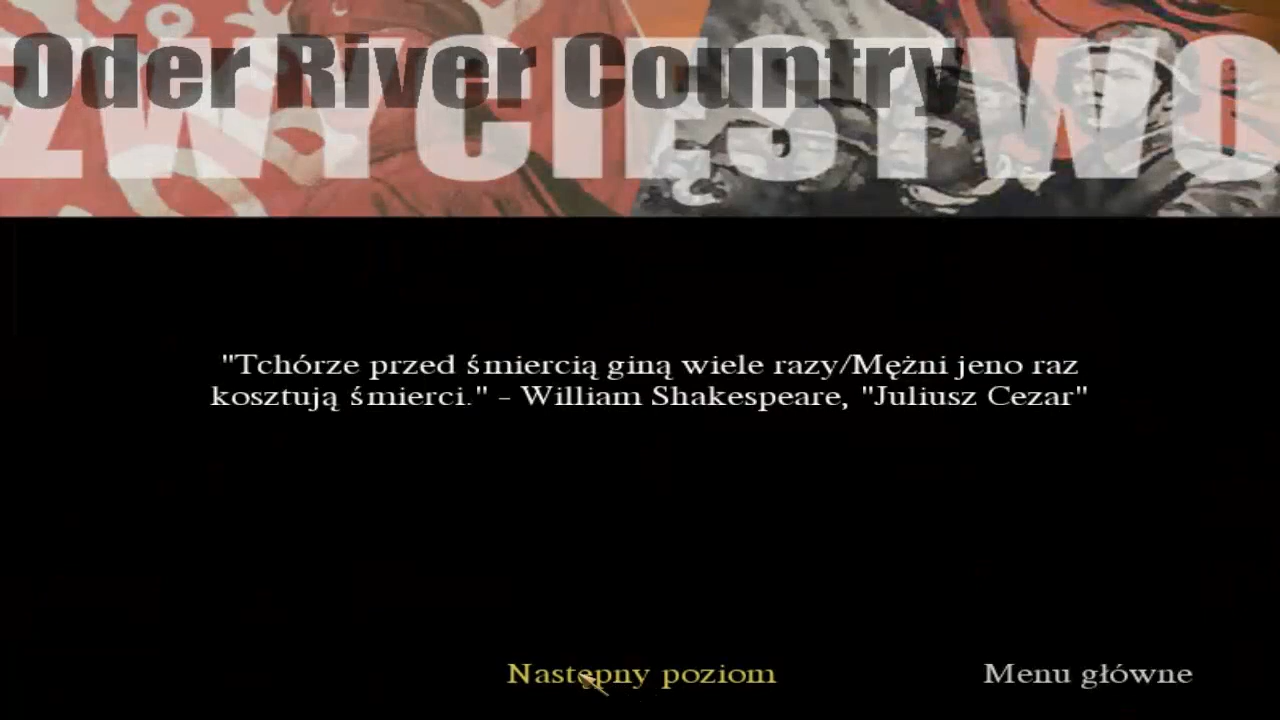 Oder River Country
ZWYCIĘSTWO
"Tchórze przed śmiercią giną wiele razy/Mężni jeno raz
kosztują śmierci." - William Shakespeare, "Juliusz Cezar"
Następny poziom
Menu główne